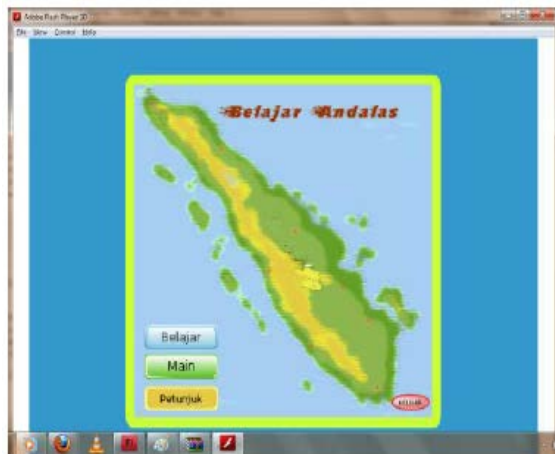 Adobe Flash Player 10
File View Control Help
Belajar Andalas
Belajar
Main
Petunjuk